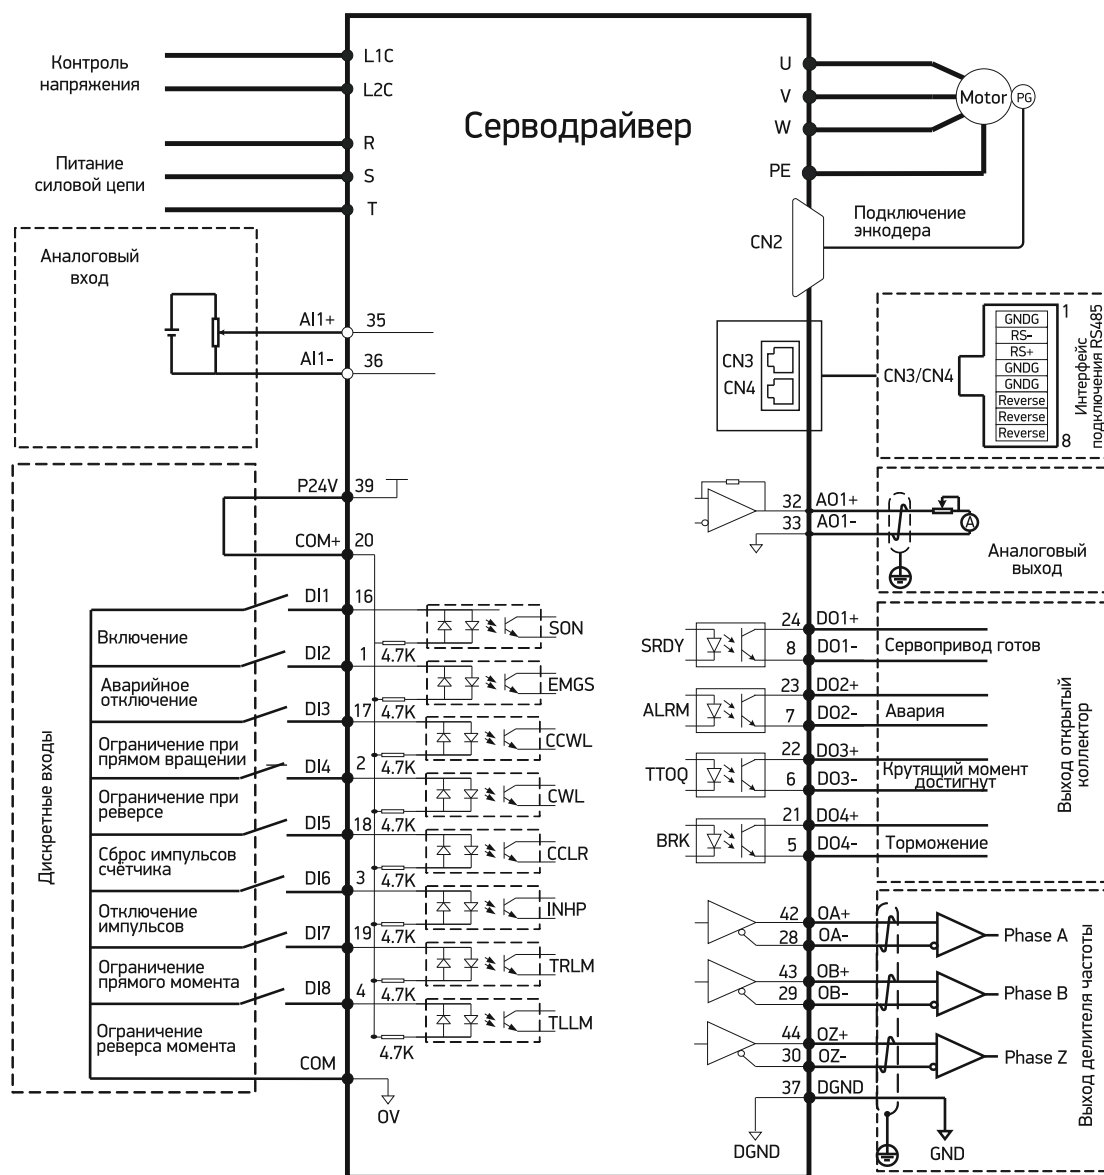 Серводрайвер
Контроль
напряжения
L1C
L2C
R
Питание
силовой цепи
S
T
Аналоговый
вход
AI1+
35
AI1-
36
P24V
39
COM+
20
DI1
16
Включение
4.7K
SON
DI2
1
Аварийное
отключение
4.7K
EMGS
DI3
17
Ограничение при
прямом вращении
4.7K
CCWL
DI4
2
Ограничение при
реверсе
4.7K
CWL
DI5
18
Сброс импульсов
счётчика
4.7K
CCLR
DI6
3
Отключение
импульсов
4.7K
INHP
DI7
19
Ограничение
прямого момента
4.7K
TRLM
DI8
4
Ограничение
реверса момента
4.7K
TLLM
COM
0V
Дискретные входы
U
V
W
PE
Motor
PG
CN2
Подключение
энкодера
CN3
CN4
CN3/CN4
1
GNDG
RS-
RS+
GNDG
GNDG
Reverse
Reverse
Reverse
8
Интерфейс
подключения RS485
32
AO1+
33
AO1-
A
Аналоговый
выход
SRDY
24
DO1+
8
DO1-
Сервопривод готов
ALRM
23
DO2+
7
DO2-
Авария
TTOQ
22
DO3+
6
DO3-
Крутящий момент
достигнут
BRK
21
DO4+
5
DO4-
Торможение
Выход открытый
коллектор
42
OA+
28
OA-
Phase A
43
OB+
29
OB-
Phase B
44
OZ+
30
OZ-
Phase Z
37
DGND
DGND
GND
Выход делителя частоты